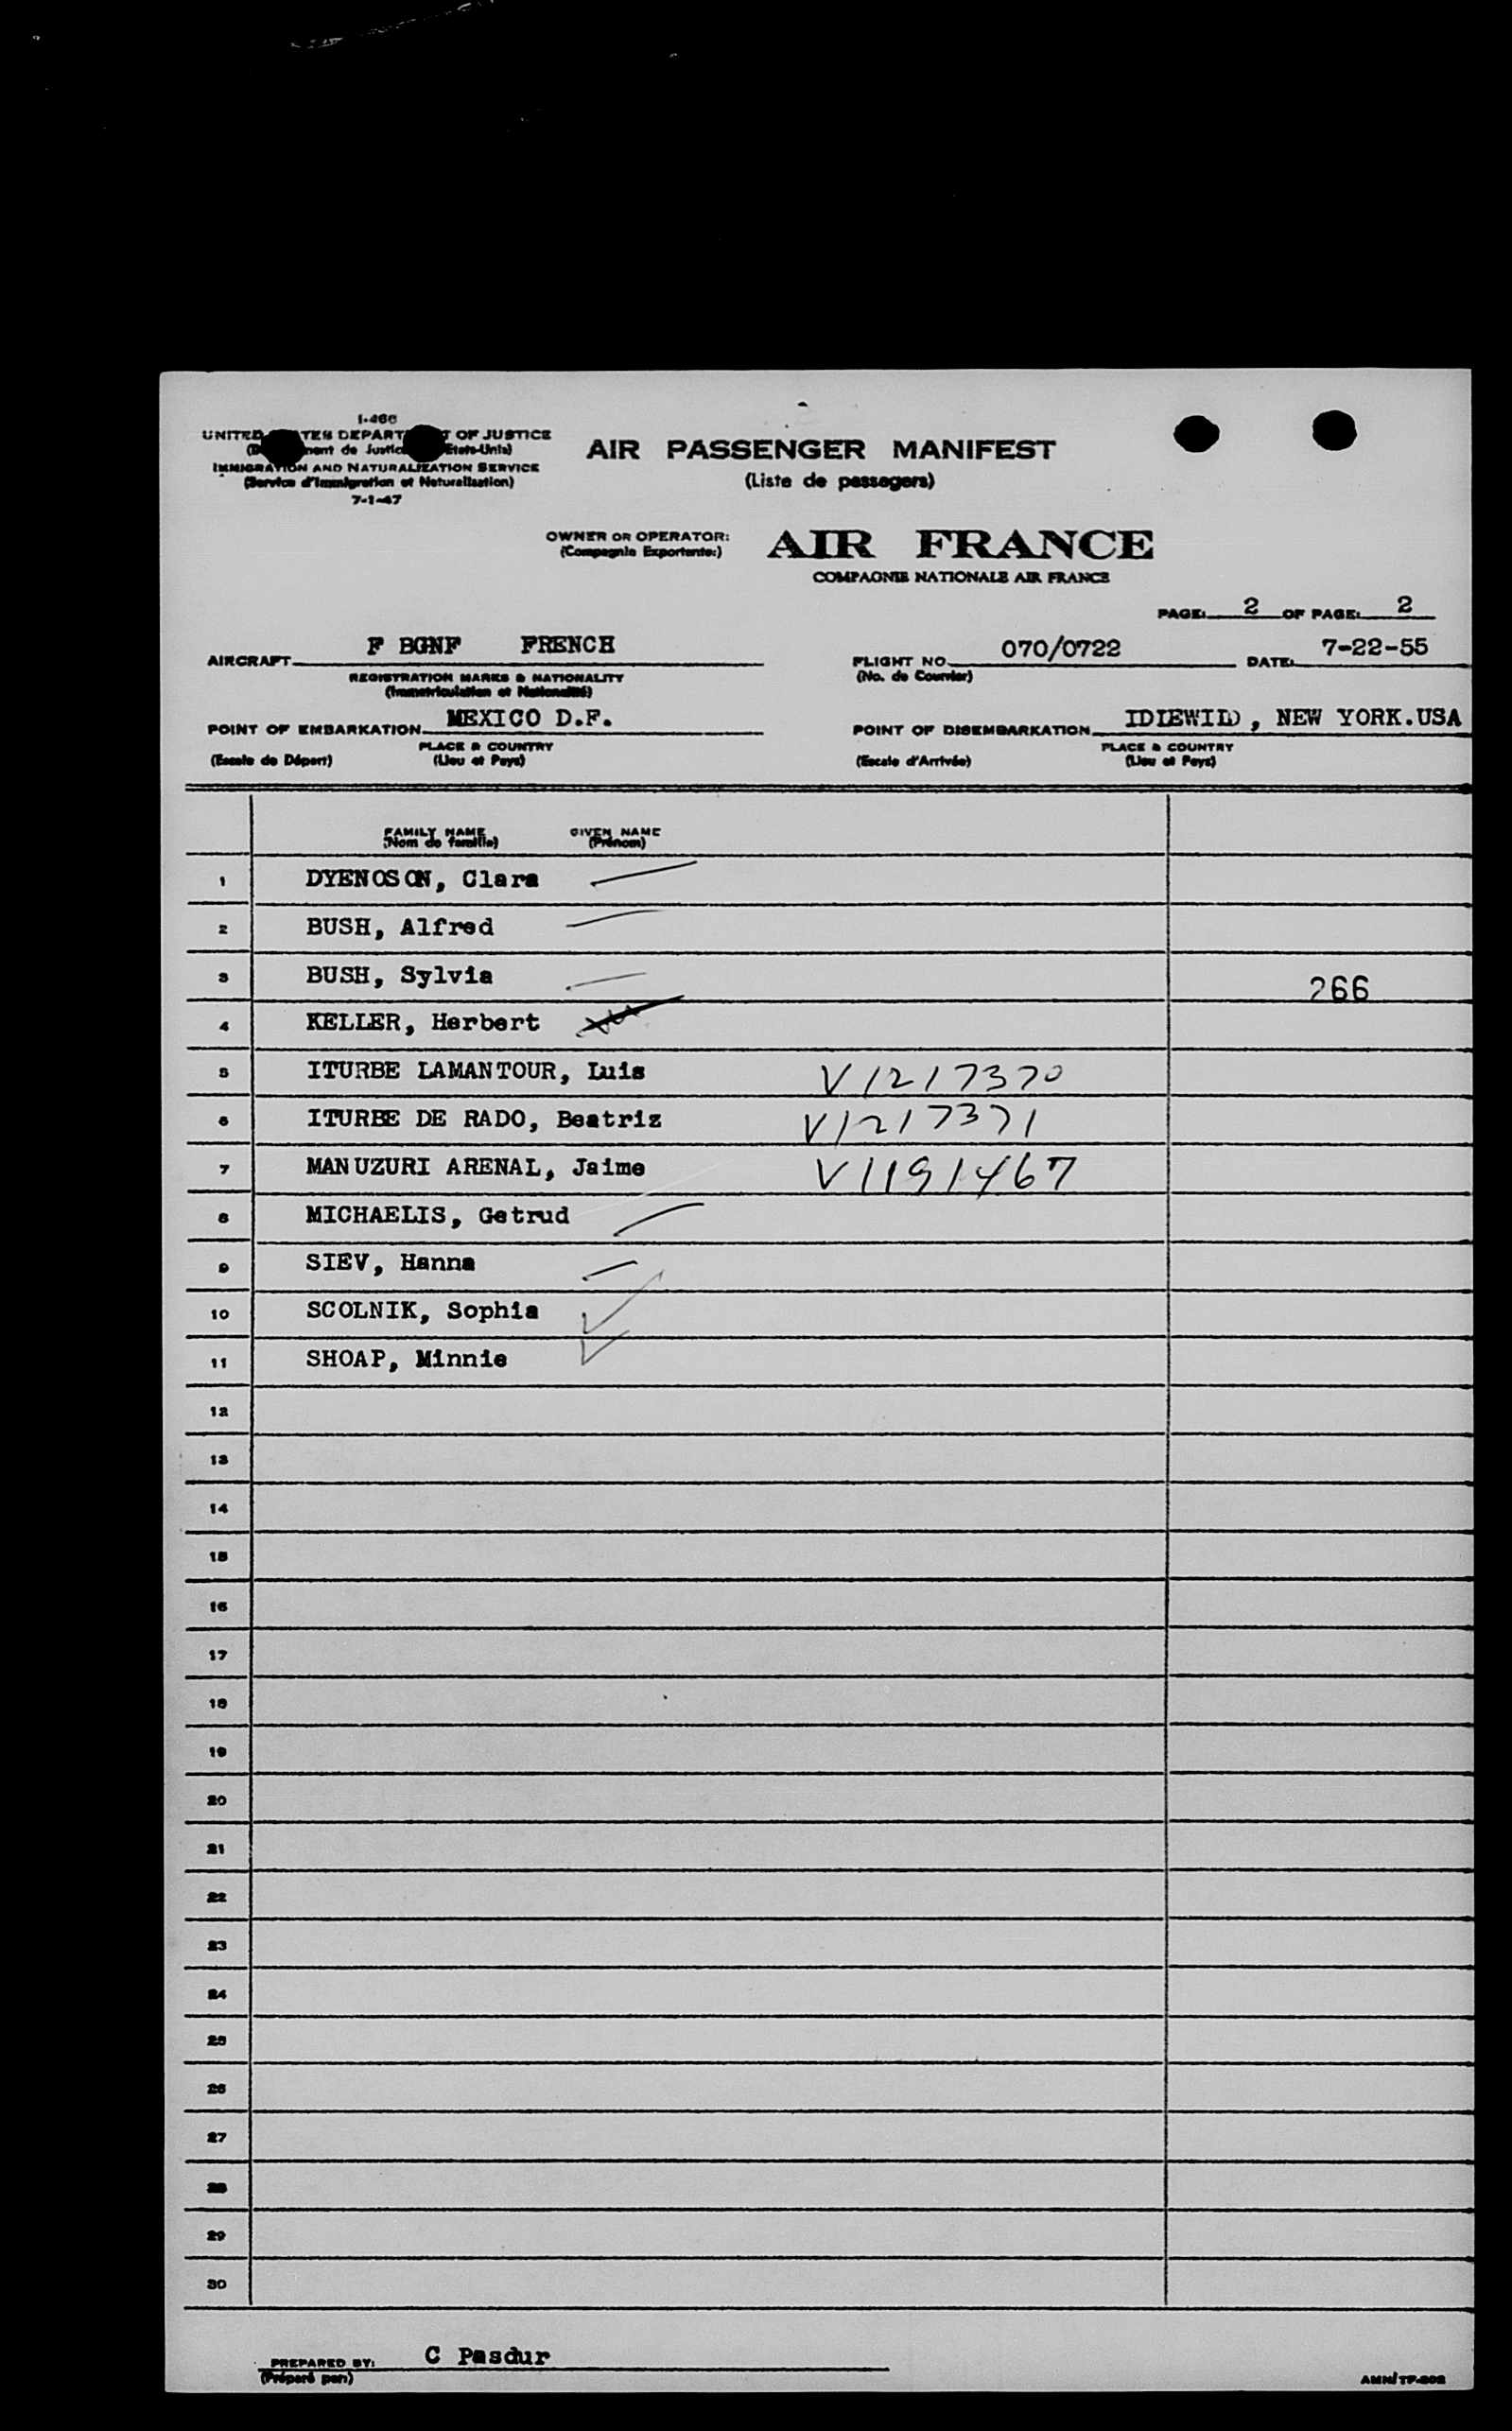 I-466
UNITED STATES DEPARTMENT OF JUSTICE
ment de Justice Etats-Unis)
IMMIGRATION AND NATURALIZATION SERVICE
(Service d'Immigration et Naturalisation)
7-1-47
AIR PASSENGER MANIFEST
(Liste de passagers)
OWNER OR OPERATOR:
(Compagnie Exportante:)
AIR FRANCE
COMPAGNIE NATIONALE AIR FRANCE
PAGE: 2 OF PAGE: 2
AIRCRAFT F BGNF FRENCH
REGISTRATION MARKS & NATIONALITY
(Immatriculation et Nationalité)
FLIGHT NO. 070/0722 DATE: 7-22-55
(No. de Courrier)
POINT OF EMBARKATION MEXICO D.F.
PLACE & COUNTRY
(Escale de Départ) (Lieu et Pays)
POINT OF DISEMBARKATION IDIEWILD, NEW YORK.USA
PLACE & COUNTRY
(Escale d'Arrivée) (Lieu et Pays)
FAMILY NAME GIVEN NAME
(Nom de famille) (Prénom)
1 DYENOSON, Clara
2 BUSH, Alfred
3 BUSH, Sylvia 266
4 KELLER, Herbert
5 ITURBE LAMANTOUR, Luis V1217370
6 ITURBE DE RADO, Beatriz V1217371
7 MANUZURI ARENAL, Jaime V1191467
8 MICHAELIS, Getrud
9 SIEV, Hanna
10 SCOLNIK, Sophia
11 SHOAP, Minnie
12
13
14
15
16
17
18
19
20
21
22
23
24
25
26
27
28
29
30
PREPARED BY: C Pasdur
(Préparé par)